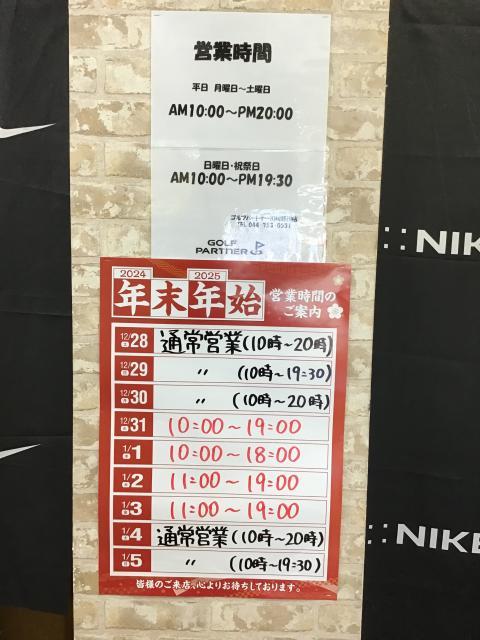 営業時間
平日 月曜日〜土曜日
AM10:00〜PM20:00
日曜日・祝祭日
AM10:00〜PM19:30
GOLF
PARTNER
NIK
2024 2025
年末年始 営業時間のご案内
12/28 通常営業(10時〜20時)
12/29 〃 (10時〜19:30)
12/30 〃 (10時〜20時)
12/31 10:00〜19:00
1/1 10:00〜18:00
1/2 11:00〜19:00
1/3 11:00〜19:00
1/4 通常営業(10時〜20時)
1/5 〃 (10時〜19:30)
皆様のご来店、心よりお待ちしております。
NIKE